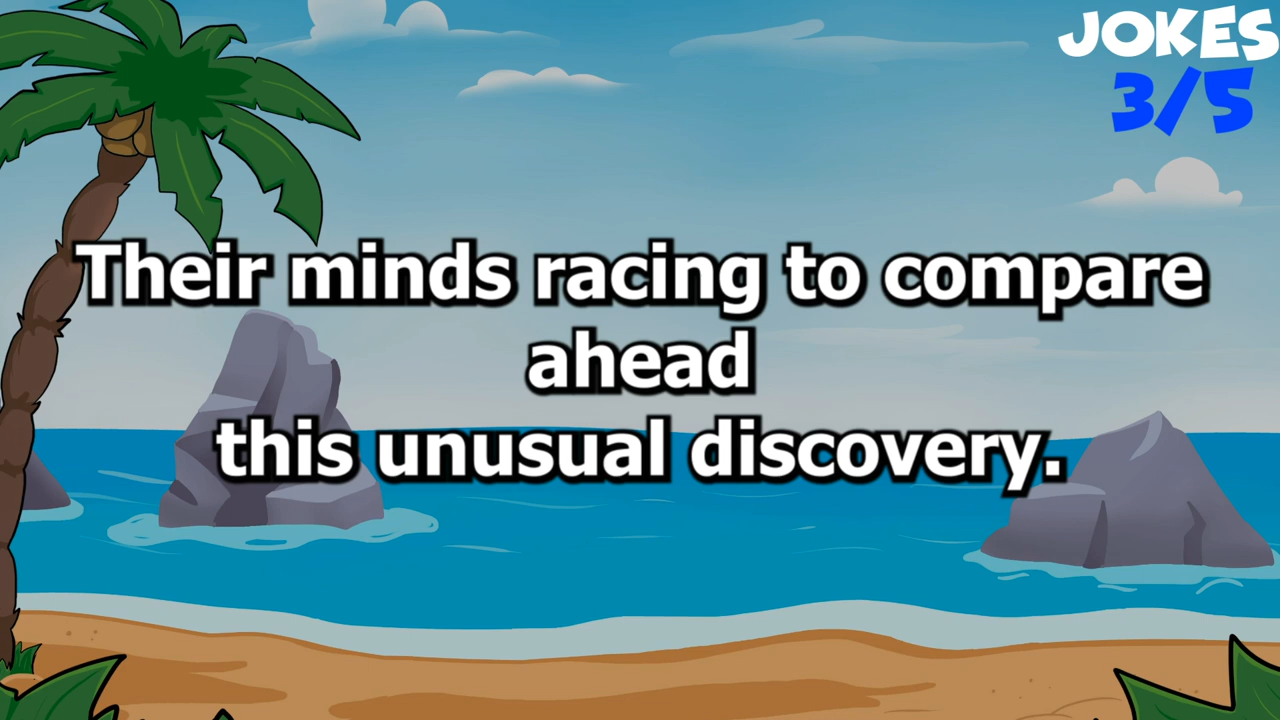 JOKES
3/5
Their minds racing to compare
ahead
this unusual discovery.